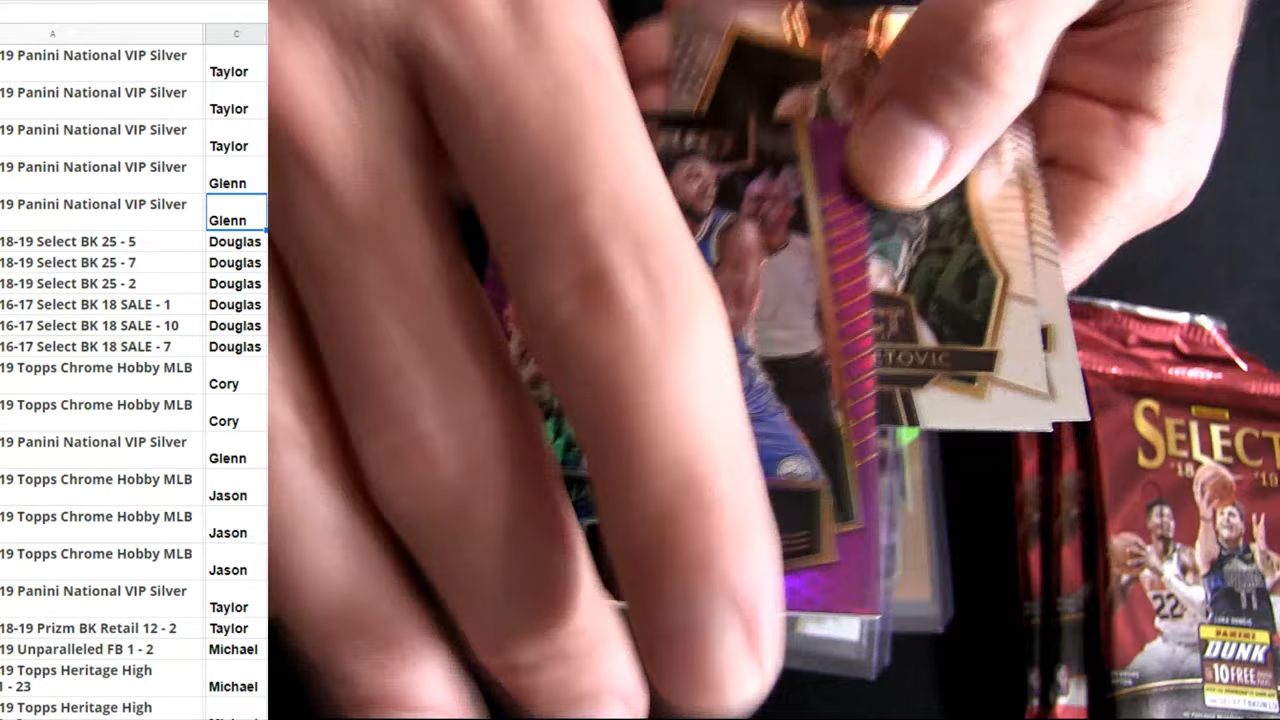 A
C
19 Panini National VIP Silver
Taylor
19 Panini National VIP Silver
Taylor
19 Panini National VIP Silver
Taylor
19 Panini National VIP Silver
Glenn
19 Panini National VIP Silver
Glenn
18-19 Select BK 25 - 5 Douglas
18-19 Select BK 25 - 7 Douglas
18-19 Select BK 25 - 2 Douglas
16-17 Select BK 18 SALE - 1 Douglas
16-17 Select BK 18 SALE - 10 Douglas
16-17 Select BK 18 SALE - 7 Douglas
19 Topps Chrome Hobby MLB
Cory
19 Topps Chrome Hobby MLB
Cory
19 Panini National VIP Silver
Glenn
19 Topps Chrome Hobby MLB
Jason
19 Topps Chrome Hobby MLB
Jason
19 Topps Chrome Hobby MLB
Jason
19 Panini National VIP Silver
Taylor
18-19 Prizm BK Retail 12 - 2 Taylor
19 Unparalleled FB 1 - 2 Michael
19 Topps Heritage High
- 23 Michael
19 Topps Heritage High
TOVIC
SELECT
'18 '19
22
11
PANINI
DUNK
10 FREE